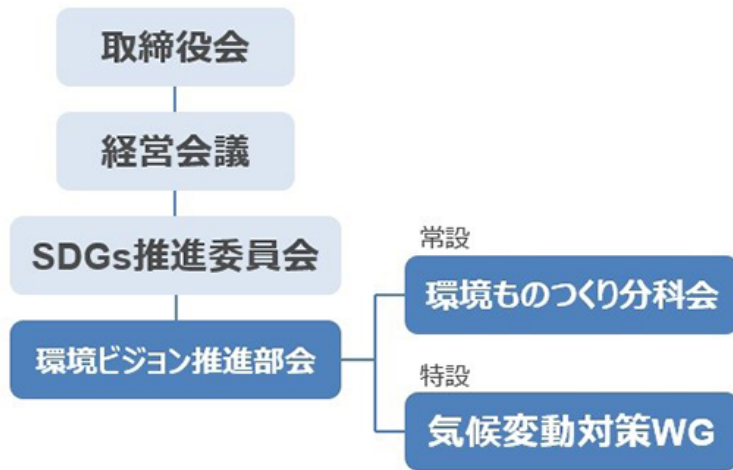 取締役会
経営会議
SDGs推進委員会
環境ビジョン推進部会
常設
環境ものつくり分科会
特設
気候変動対策WG